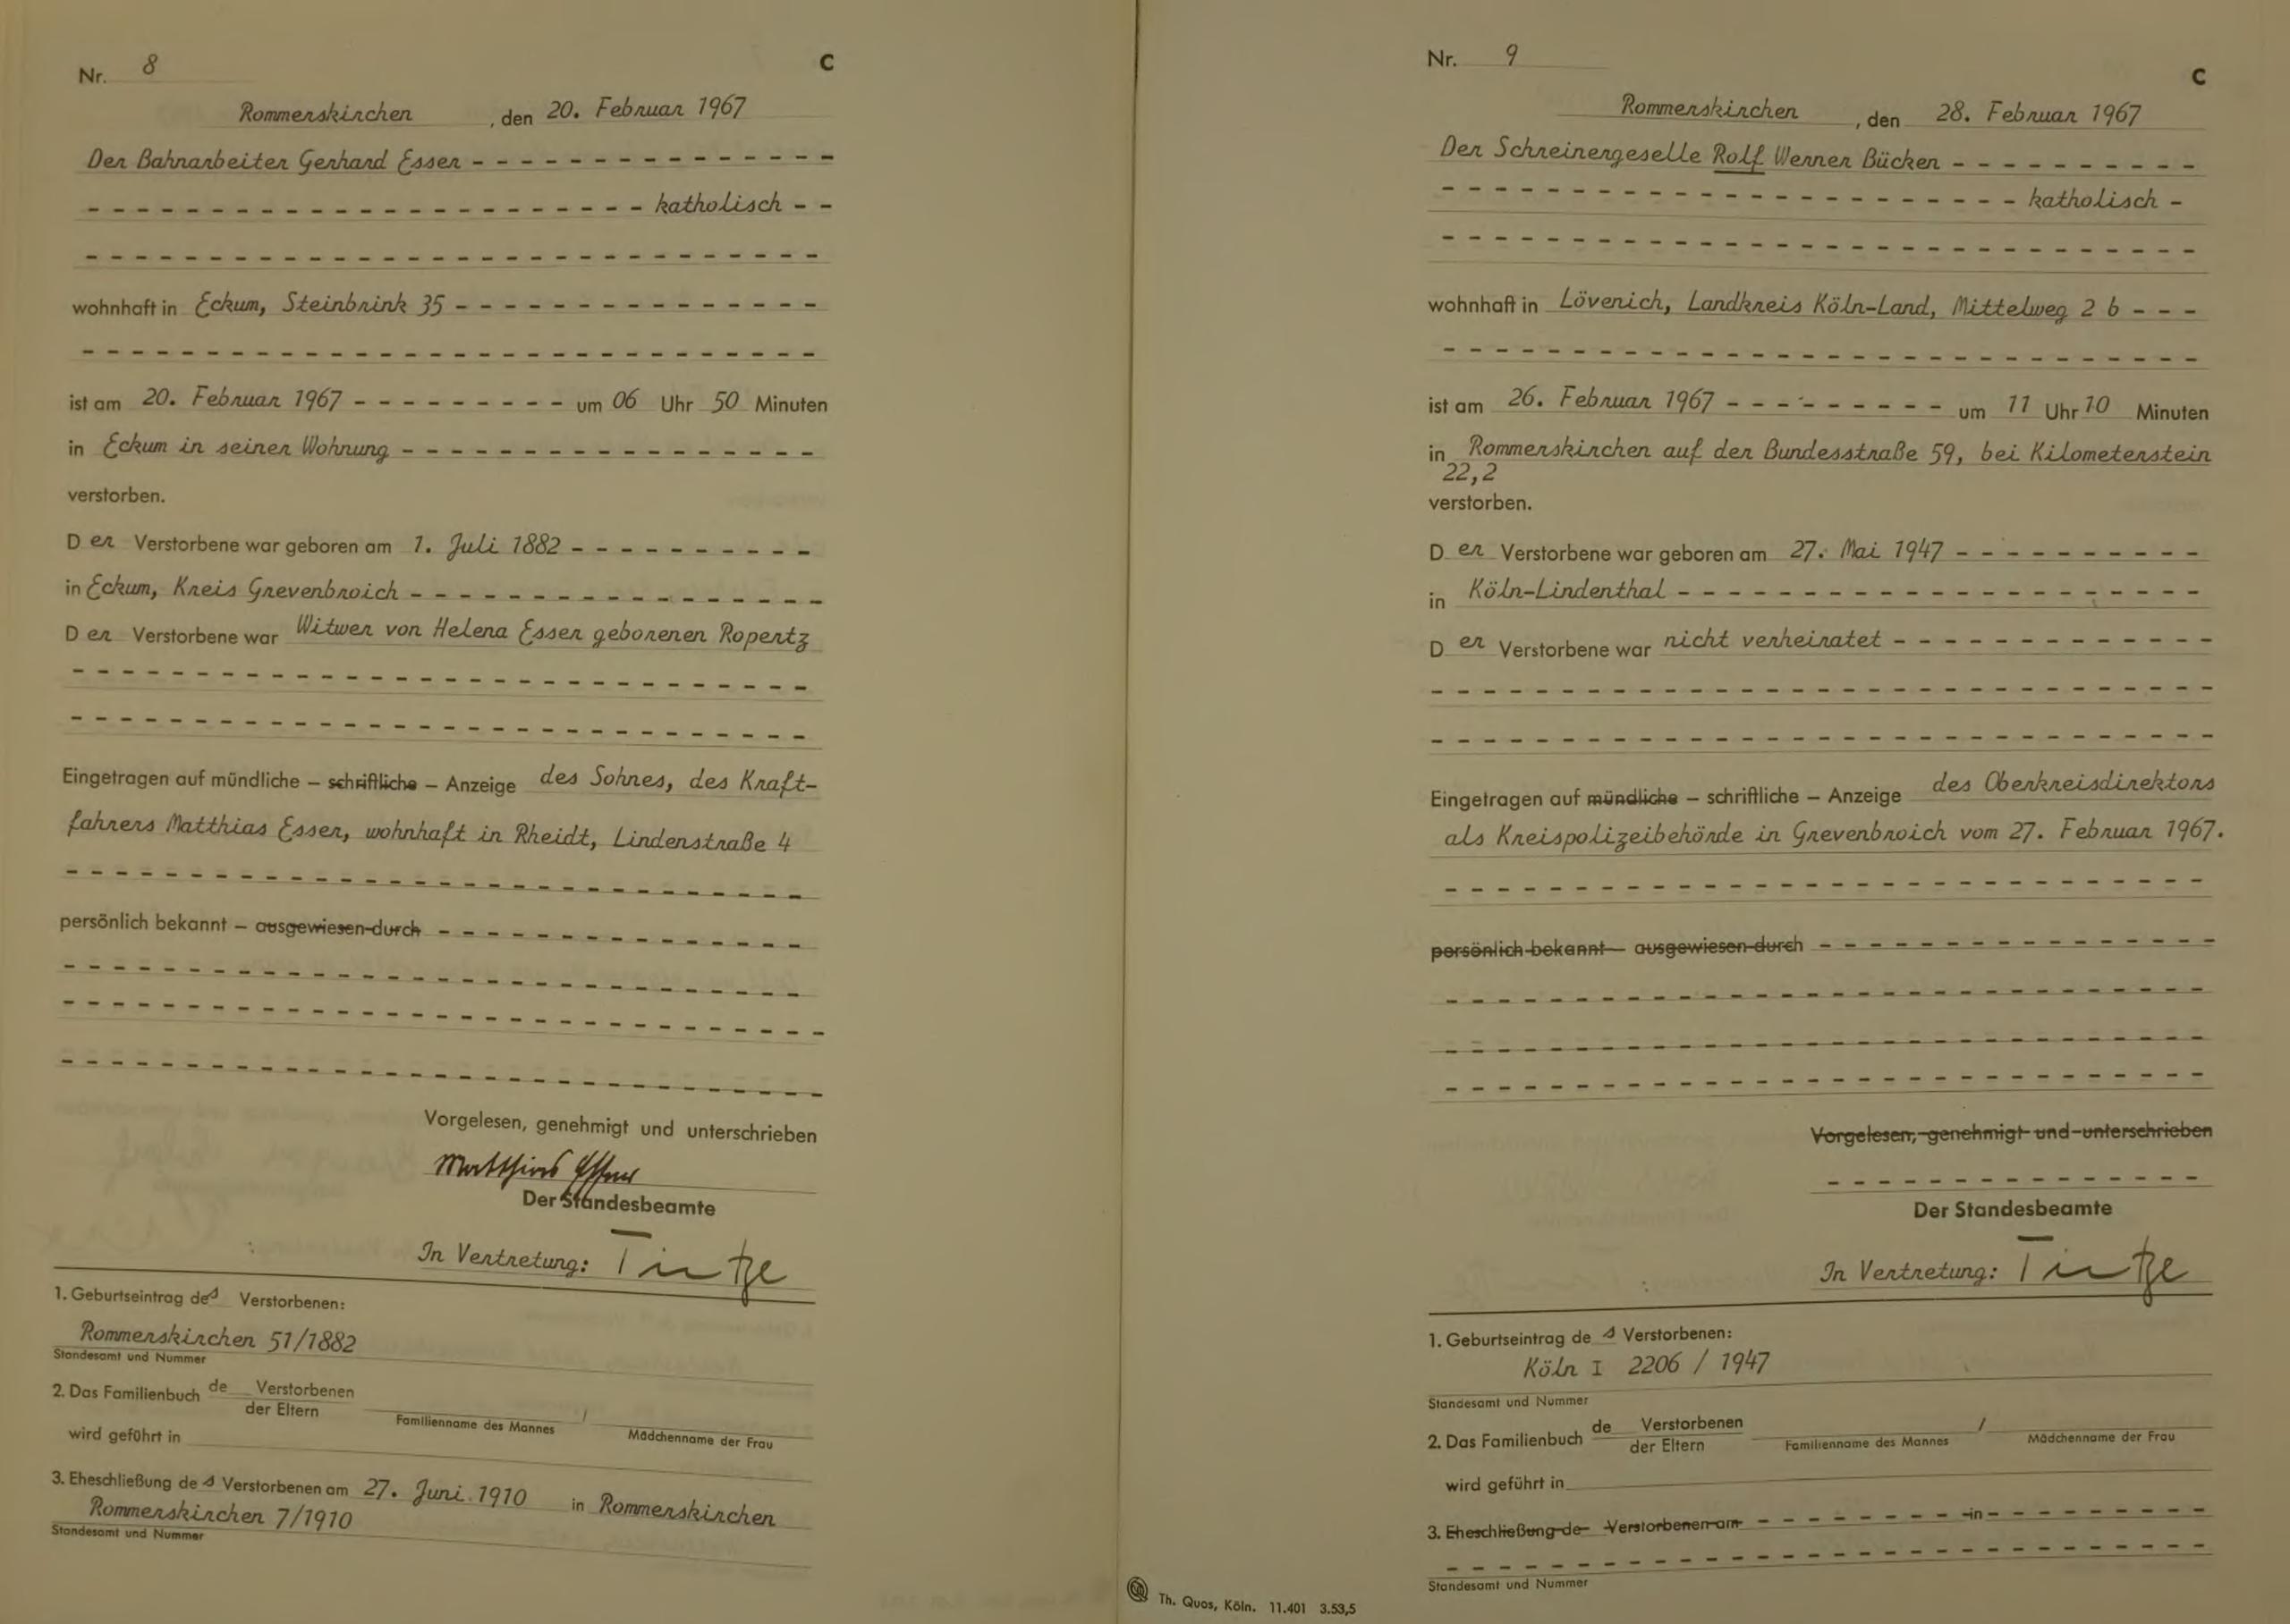 Nr. 8
C
Rommerskirchen, den 20. Februar 1967
Der Bahnarbeiter Gerhard Esser - - - - - - - - - - - - - - -
- - - - - - - - - - - - - - - - - - - - - - - katholisch - -
- - - - - - - - - - - - - - - - - - - - - - - - - - - - - -
wohnhaft in Eckum, Steinbrink 35 - - - - - - - - - - - - - - -
- - - - - - - - - - - - - - - - - - - - - - - - - - - - - -
ist am 20. Februar 1967 - - - - - - - - - um 06 Uhr 50 Minuten
in Eckum in seiner Wohnung - - - - - - - - - - - - - - - - -
verstorben.
Der Verstorbene war geboren am 1. Juli 1882 - - - - - - - - - -
in Eckum, Kreis Grevenbroich - - - - - - - - - - - - - - - - -
Der Verstorbene war Witwer von Helena Esser geborenen Ropertz
- - - - - - - - - - - - - - - - - - - - - - - - - - - - - -
- - - - - - - - - - - - - - - - - - - - - - - - - - - - - -
Eingetragen auf mündliche – schriftliche – Anzeige des Sohnes, des Kraft-
fahrers Matthias Esser, wohnhaft in Rheidt, Lindenstraße 4
- - - - - - - - - - - - - - - - - - - - - - - - - - - - - -
persönlich bekannt – ausgewiesen durch - - - - - - - - - - - - - - -
- - - - - - - - - - - - - - - - - - - - - - - - - - - - - -
- - - - - - - - - - - - - - - - - - - - - - - - - - - - - -
- - - - - - - - - - - - - - - - - - - - - - - - - - - - - -
Vorgelesen, genehmigt und unterschrieben
Matthias Esser
Der Standesbeamte
In Vertretung: Tintze
1. Geburtseintrag des Verstorbenen:
Rommerskirchen 51/1882
Standesamt und Nummer
2. Das Familienbuch de Verstorbenen
der Eltern
Familienname des Mannes / Mädchenname der Frau
wird geführt in
3. Eheschließung des Verstorbenen am 27. Juni 1910 in Rommerskirchen
Rommerskirchen 7/1910
Standesamt und Nummer
Nr. 9
C
Rommerskirchen, den 28. Februar 1967
Der Schreinergeselle Rolf Werner Bücken - - - - - - - - - -
- - - - - - - - - - - - - - - - - - - - - - - katholisch -
- - - - - - - - - - - - - - - - - - - - - - - - - - - - - -
wohnhaft in Lövenich, Landkreis Köln-Land, Mittelweg 2 b - - -
- - - - - - - - - - - - - - - - - - - - - - - - - - - - - -
ist am 26. Februar 1967 - - - - - - - - - um 11 Uhr 10 Minuten
in Rommerskirchen auf der Bundesstraße 59, bei Kilometerstein
22,2
verstorben.
Der Verstorbene war geboren am 27. Mai 1947 - - - - - - - - - -
in Köln-Lindenthal - - - - - - - - - - - - - - - - - - - - -
Der Verstorbene war nicht verheiratet - - - - - - - - - - - - -
- - - - - - - - - - - - - - - - - - - - - - - - - - - - - -
- - - - - - - - - - - - - - - - - - - - - - - - - - - - - -
Eingetragen auf mündliche – schriftliche – Anzeige des Oberkreisdirektors
als Kreispolizeibehörde in Grevenbroich vom 27. Februar 1967.
- - - - - - - - - - - - - - - - - - - - - - - - - - - - - -
persönlich bekannt – ausgewiesen durch - - - - - - - - - - - - - - -
- - - - - - - - - - - - - - - - - - - - - - - - - - - - - -
- - - - - - - - - - - - - - - - - - - - - - - - - - - - - -
- - - - - - - - - - - - - - - - - - - - - - - - - - - - - -
Vorgelesen, genehmigt und unterschrieben
- - - - - - - - - - - - - - -
Der Standesbeamte
In Vertretung: Tintze
1. Geburtseintrag des Verstorbenen:
Köln I 2206 / 1947
Standesamt und Nummer
2. Das Familienbuch de Verstorbenen
der Eltern
Familienname des Mannes / Mädchenname der Frau
wird geführt in
3. Eheschließung de Verstorbenen am - - - - - - - - - in - - - - - - - - -
- - - - - - - - - - - - - - - - - - - - - - - - - - - - - -
Standesamt und Nummer
Th. Quos, Köln. 11.401 3.53,5